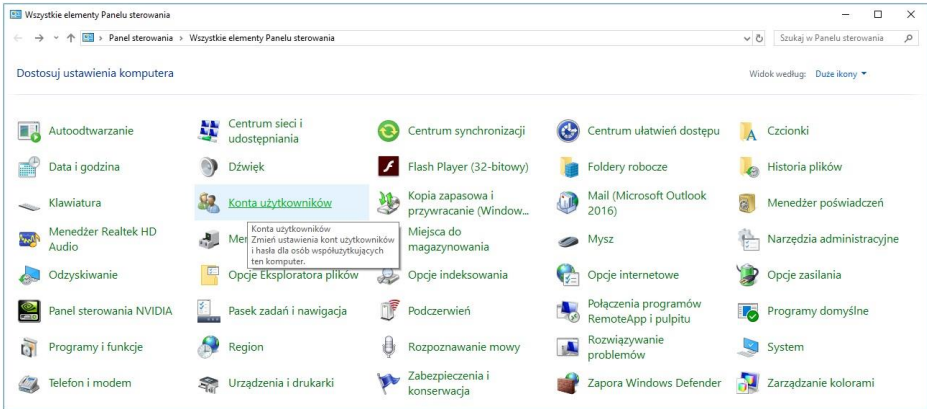 Wszystkie elementy Panelu sterowania
Panel sterowania > Wszystkie elementy Panelu sterowania
Szukaj w Panelu sterowania
Dostosuj ustawienia komputera
Widok według: Duże ikony
Autoodtwarzanie
Centrum sieci i
udostępniania
Centrum synchronizacji
Centrum ułatwień dostępu
Czcionki
Data i godzina
Dźwięk
Flash Player (32-bitowy)
Foldery robocze
Historia plików
Klawiatura
Konta użytkowników
Kopia zapasowa i
przywracanie (Window...
Mail (Microsoft Outlook
2016)
Menedżer poświadczeń
Menedżer Realtek HD
Audio
Konta użytkowników
Zmień ustawienia kont użytkowników
i hasła dla osób współużytkujących
ten komputer.
Miejsca do
magazynowania
Mysz
Narzędzia administracyjne
Odzyskiwanie
Opcje Eksploratora plików
Opcje indeksowania
Opcje internetowe
Opcje zasilania
Panel sterowania NVIDIA
Pasek zadań i nawigacja
Podczerwień
Połączenia programów
RemoteApp i pulpitu
Programy domyślne
Programy i funkcje
Region
Rozpoznawanie mowy
Rozwiązywanie
problemów
System
Telefon i modem
Urządzenia i drukarki
Zabezpieczenia i
konserwacja
Zapora Windows Defender
Zarządzanie kolorami